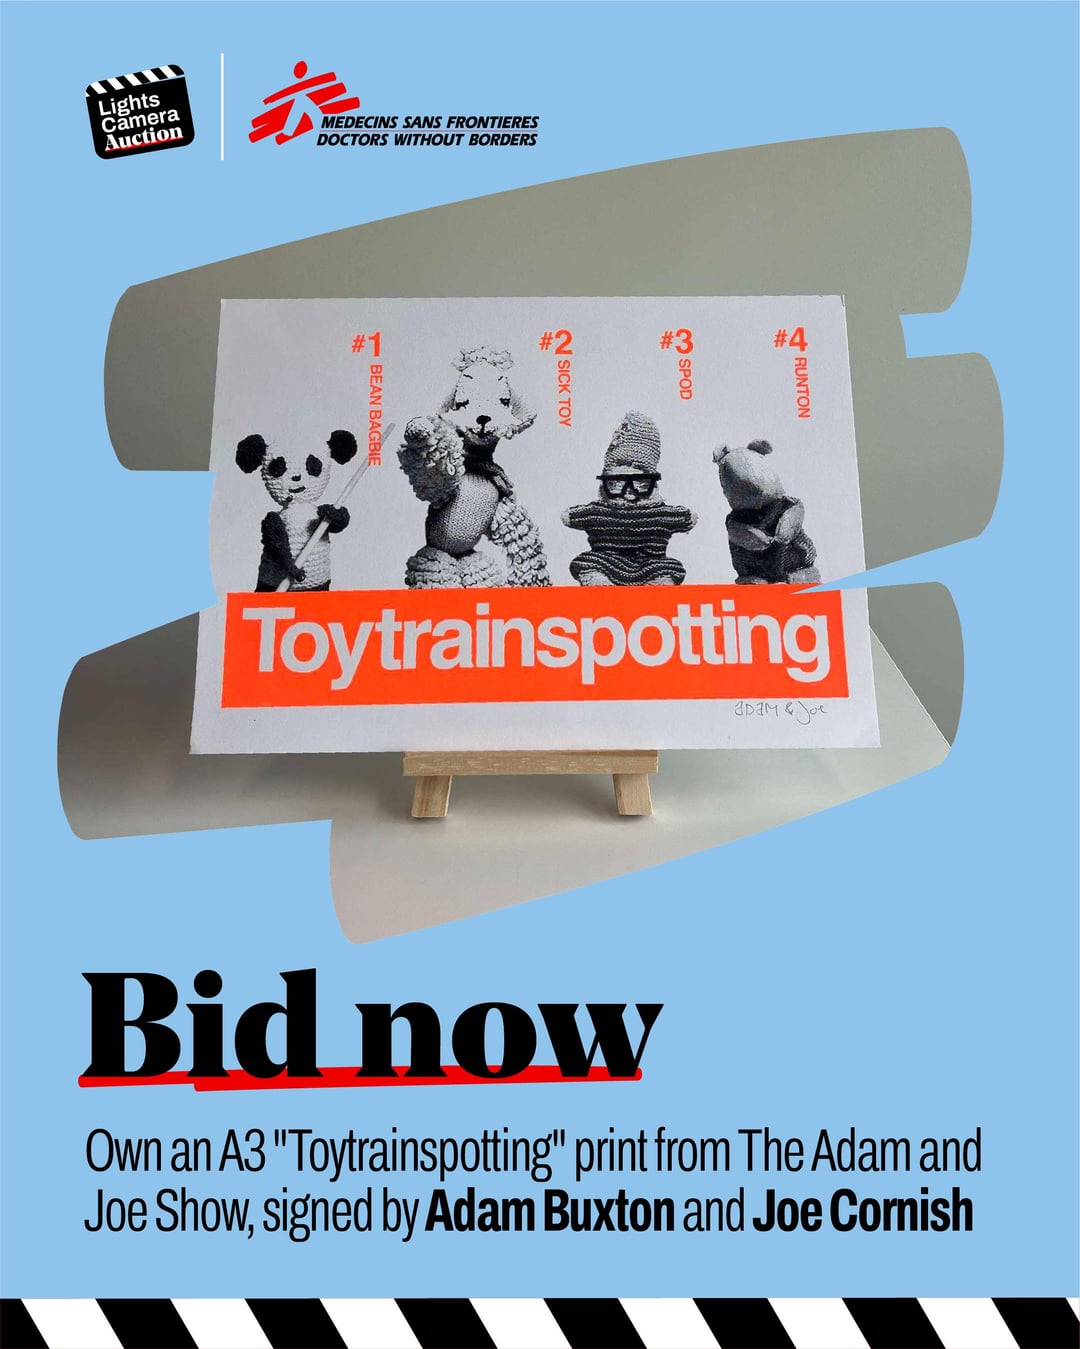 Lights
Camera
Auction
MEDECINS SANS FRONTIERES
DOCTORS WITHOUT BORDERS
#1
BEAN BAGBIE
#2
SICK TOY
#3
SPOD
#4
RUNTON
Toytrainspotting
ADAM & Joe
Bid now
Own an A3 "Toytrainspotting" print from The Adam and
Joe Show, signed by Adam Buxton and Joe Cornish